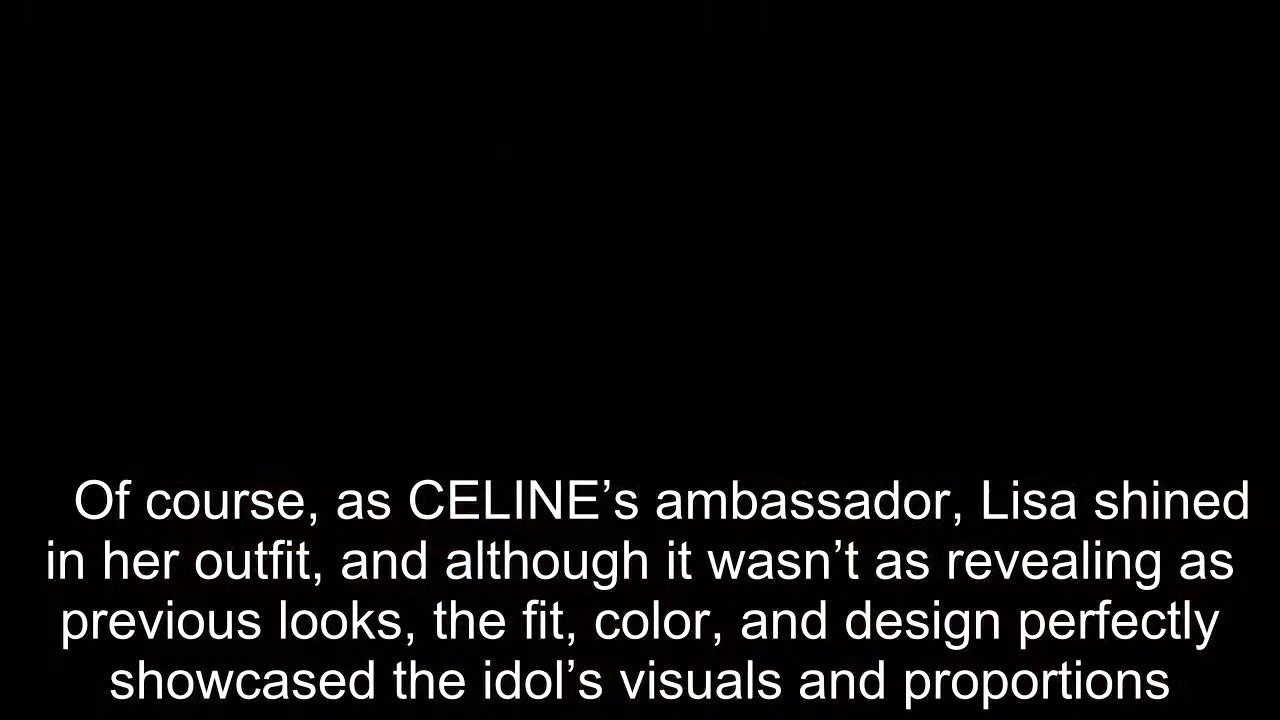 Of course, as CELINE’s ambassador, Lisa shined
in her outfit, and although it wasn’t as revealing as
previous looks, the fit, color, and design perfectly
showcased the idol’s visuals and proportions